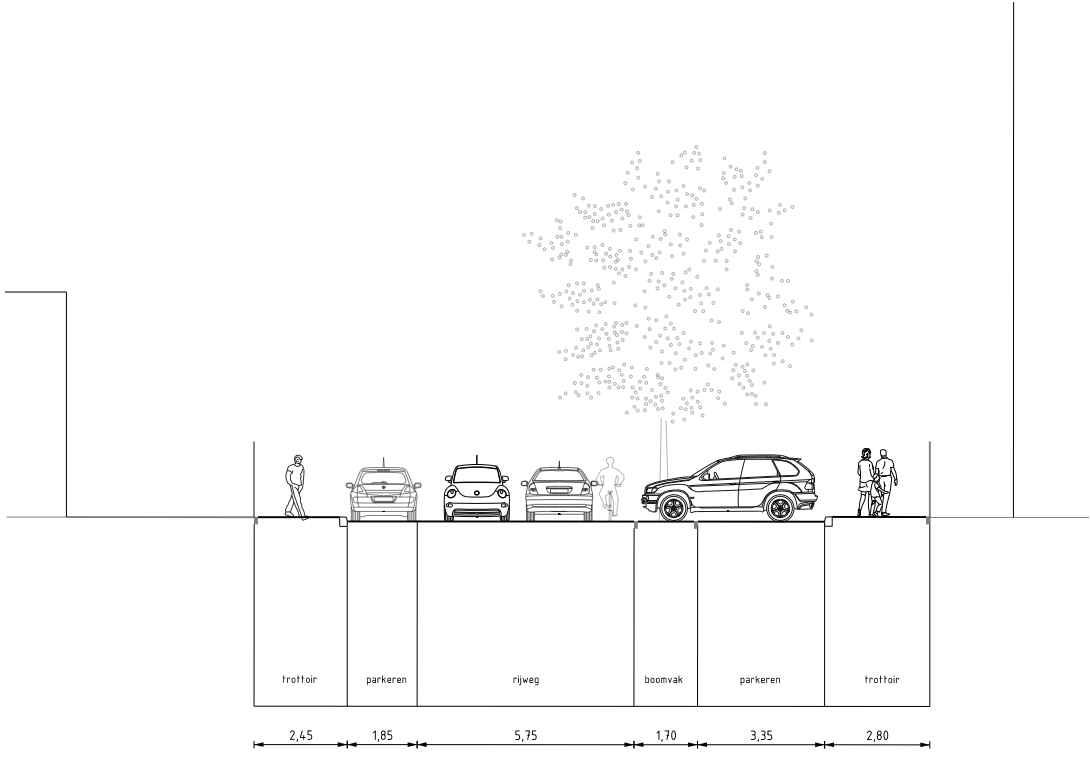 trottoir parkeren rijweg boomvak parkeren trottoir
2,45 1,85 5,75 1,70 3,35 2,80